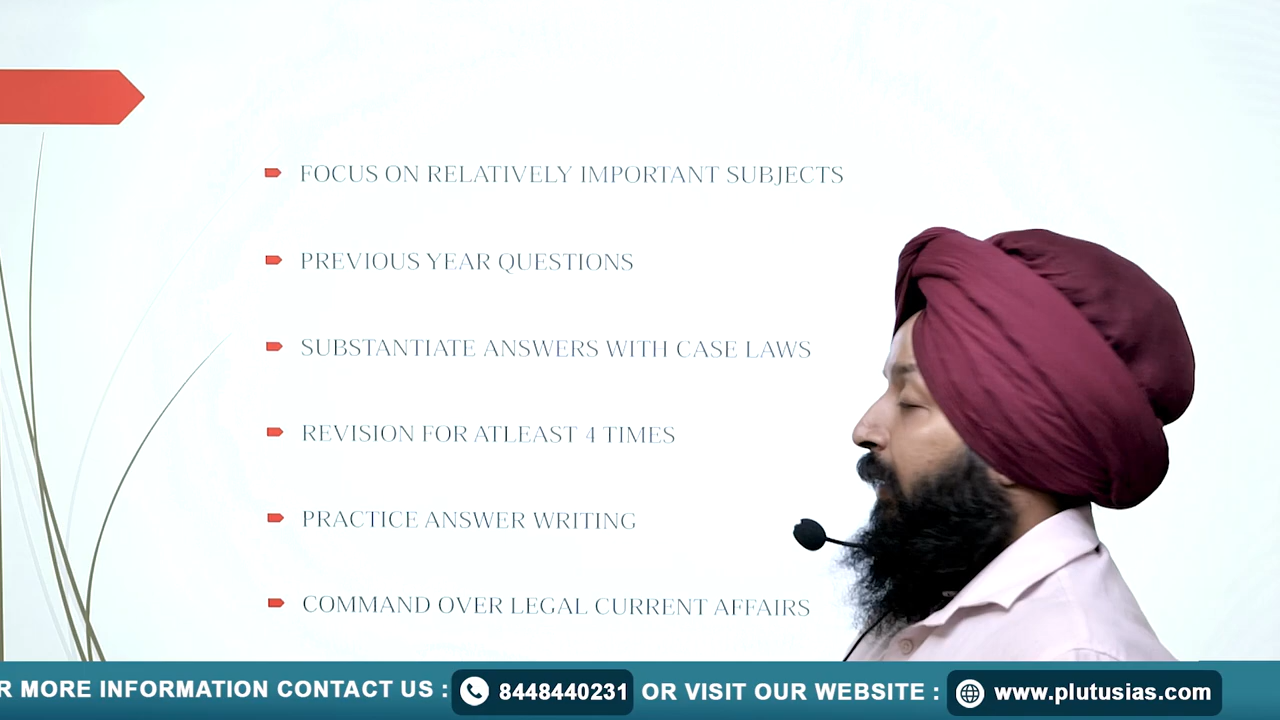 FOCUS ON RELATIVELY IMPORTANT SUBJECTS
PREVIOUS YEAR QUESTIONS
SUBSTANTIATE ANSWERS WITH CASE LAWS
REVISION FOR ATLEAST 4 TIMES
PRACTICE ANSWER WRITING
COMMAND OVER LEGAL CURRENT AFFAIRS
R MORE INFORMATION CONTACT US : 8448440231 OR VISIT OUR WEBSITE : www.plutusias.com